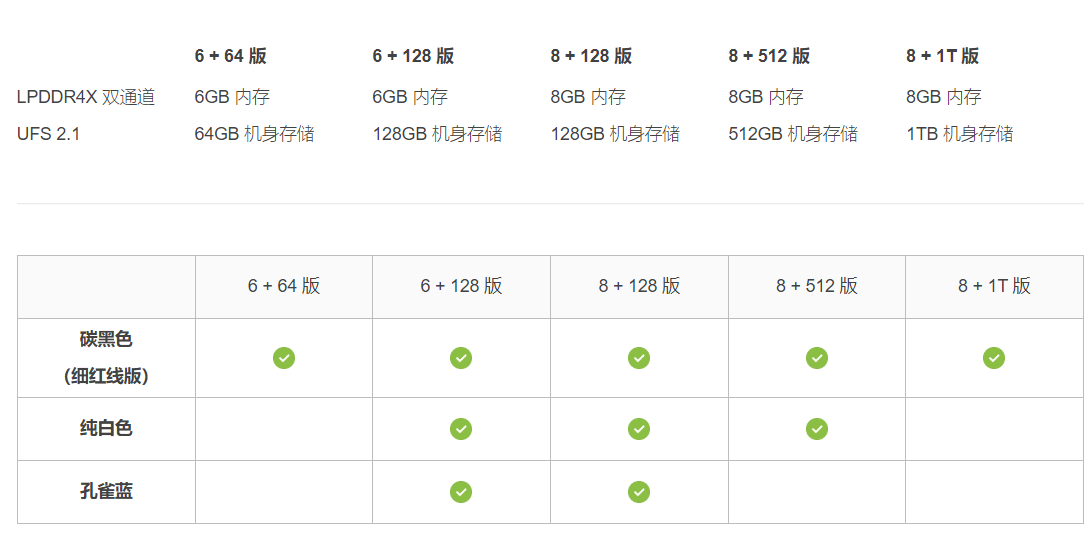 6 + 64 版 6 + 128 版 8 + 128 版 8 + 512 版 8 + 1T 版
LPDDR4X 双通道 6GB 内存 6GB 内存 8GB 内存 8GB 内存 8GB 内存
UFS 2.1 64GB 机身存储 128GB 机身存储 128GB 机身存储 512GB 机身存储 1TB 机身存储
6 + 64 版 6 + 128 版 8 + 128 版 8 + 512 版 8 + 1T 版
碳黑色
(细红线版)
纯白色
孔雀蓝